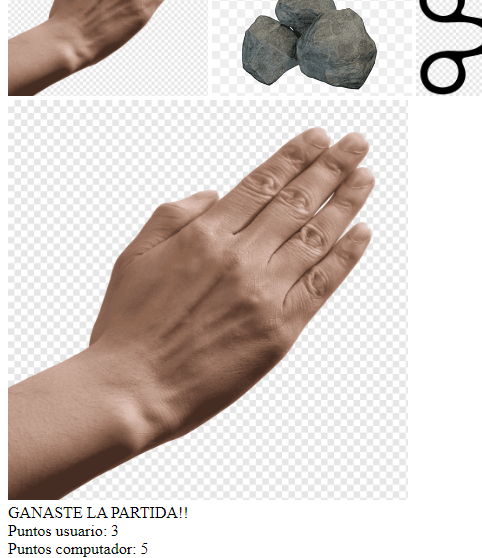 GANASTE LA PARTIDA!!
Puntos usuario: 3
Puntos computador: 5